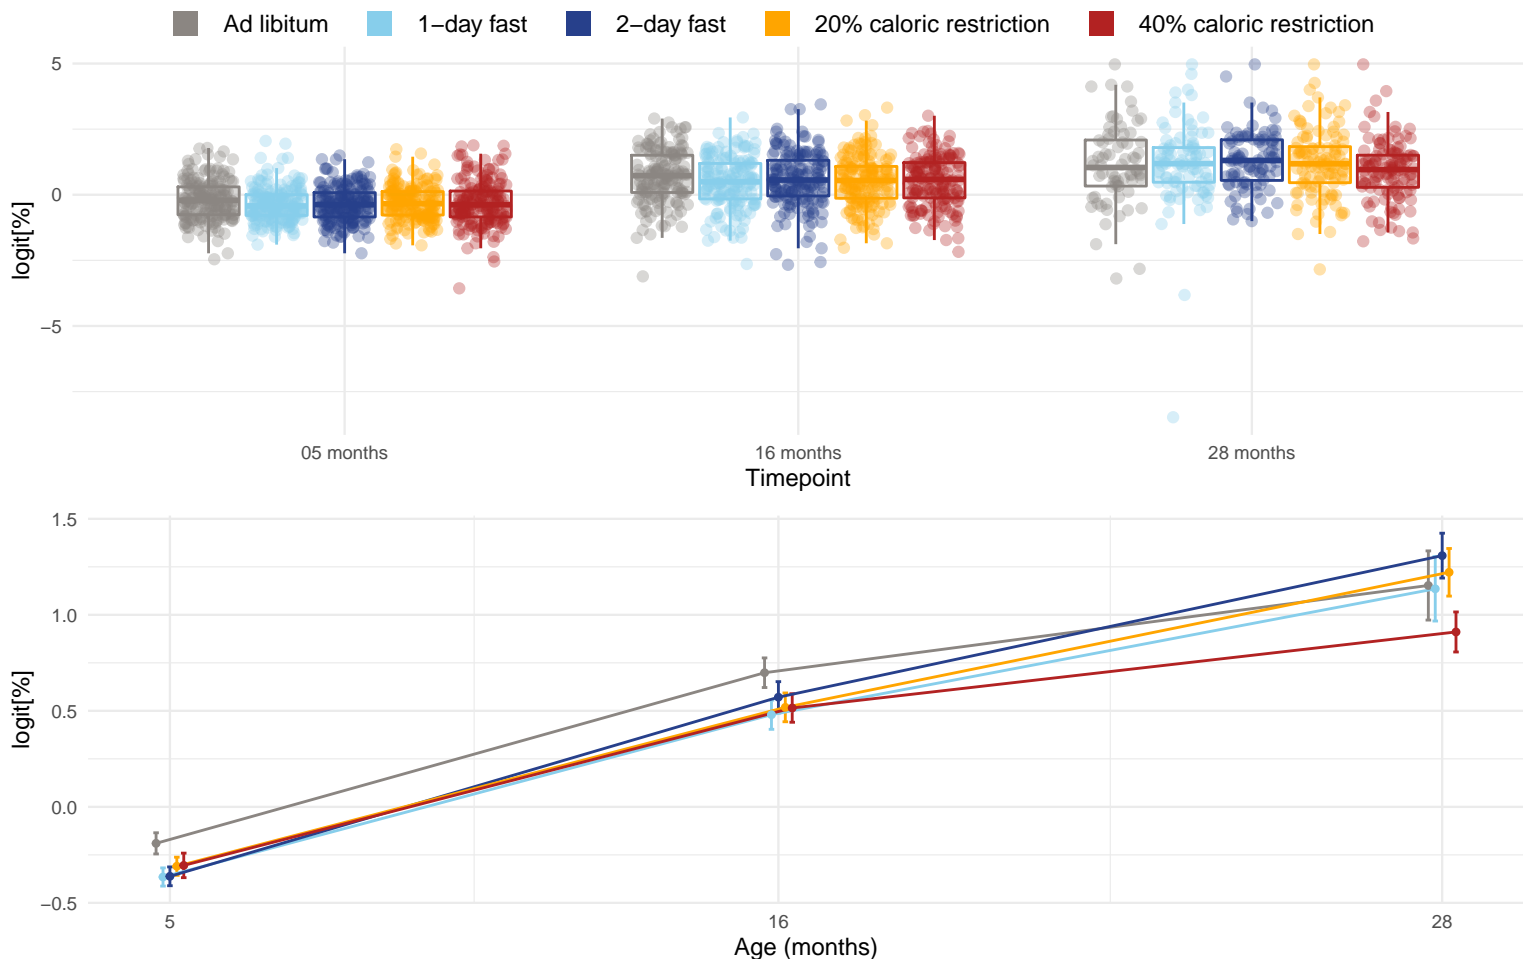 Ad libitum 1−day fast 2−day fast 20% caloric restriction 40% caloric restriction
5
0
−5
logit[%]
05 months 16 months 28 months
Timepoint
1.5
1.0
0.5
0.0
−0.5
logit[%]
5 16 28
Age (months)